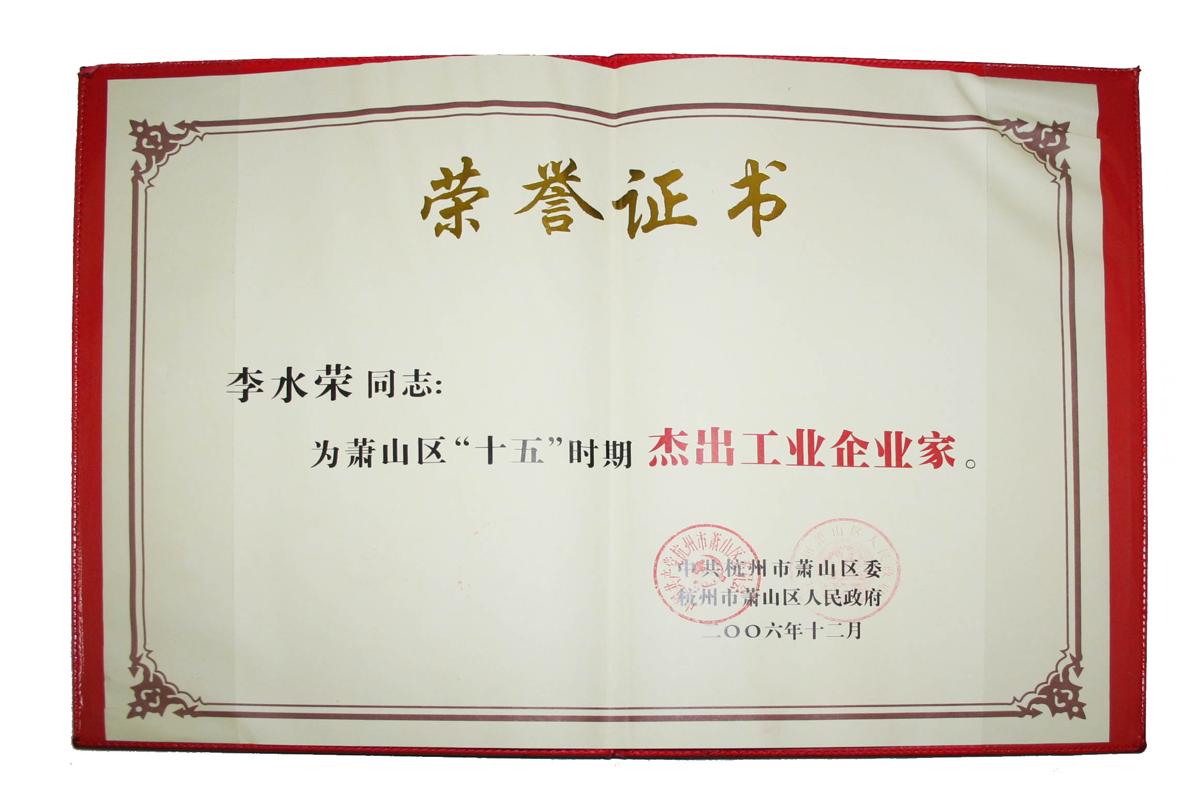 荣誉证书
李水荣同志：
为萧山区“十五”时期 杰出工业企业家。
中共杭州市萧山区委
杭州市萧山区人民政府
二〇〇六年十二月